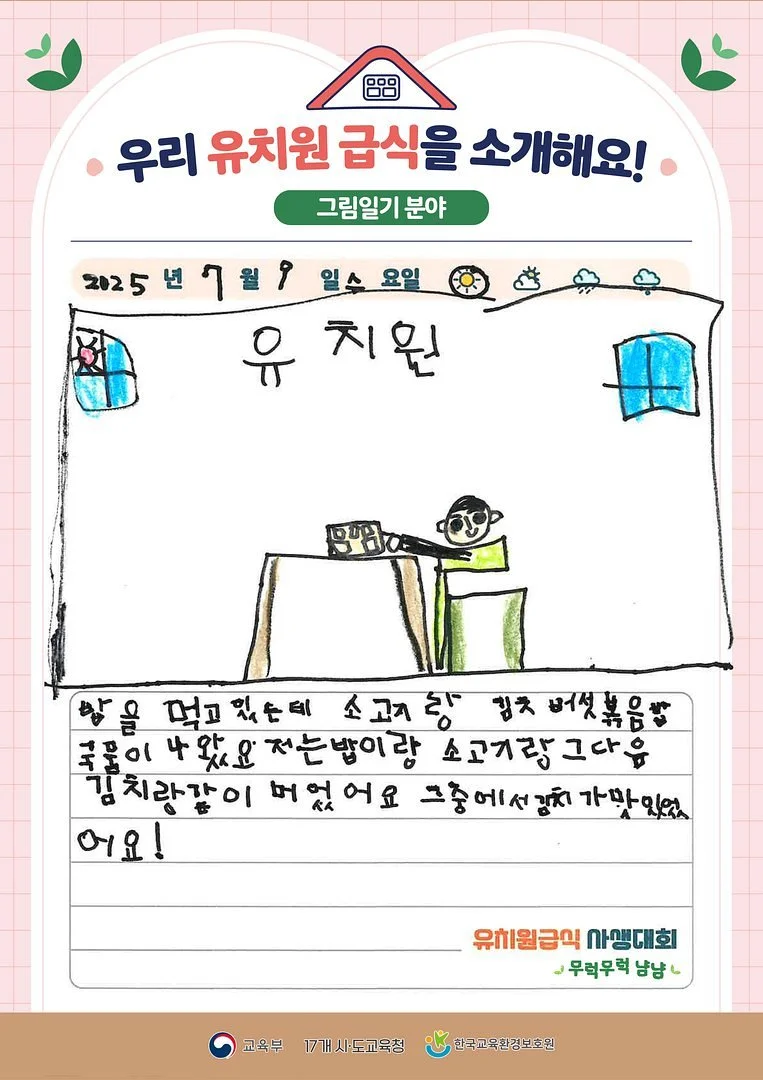 우리 유치원 급식을 소개해요!
그림일기 분야
2025 년 7 월 9 일 수 요일
유치원
밥을 먹고 있는데 소고기랑 김치 버섯볶음밥
국물이 나왔요 저는밥이랑 소고기랑그다음
김치랑같이 머었어요 그중에서김치가맛있었
어요!
유치원급식 사생대회
무럭무럭 냠냠
교육부 17개 시·도교육청 한국교육환경보호원